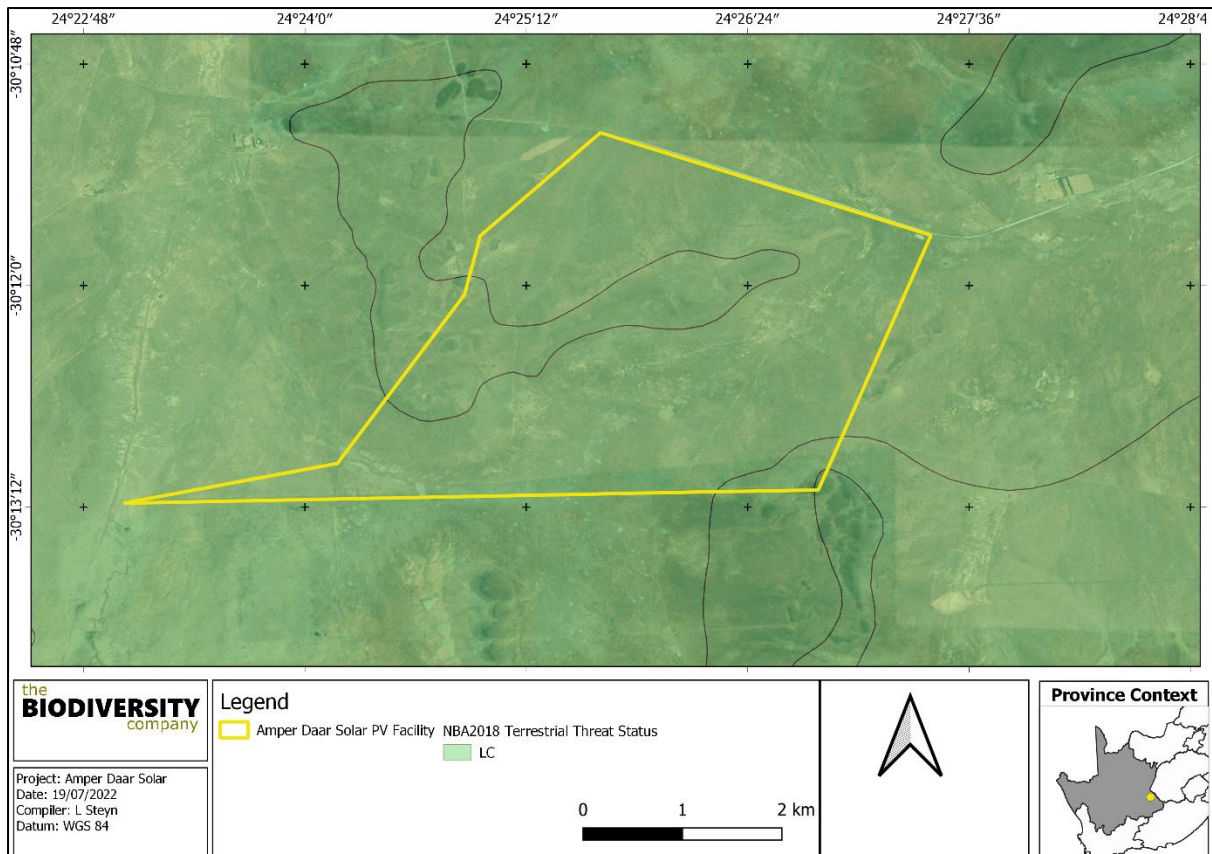 24°22'48" 24°24'0" 24°25'12" 24°26'24" 24°27'36" 24°28'4
-30°10'48"
-30°12'0"
-30°13'12"
the
BIODIVERSITY
company
Project: Amper Daar Solar
Date: 19/07/2022
Compiler: L Steyn
Datum: WGS 84
Legend
Amper Daar Solar PV Facility NBA2018 Terrestrial Threat Status
LC
0 1 2 km
Province Context